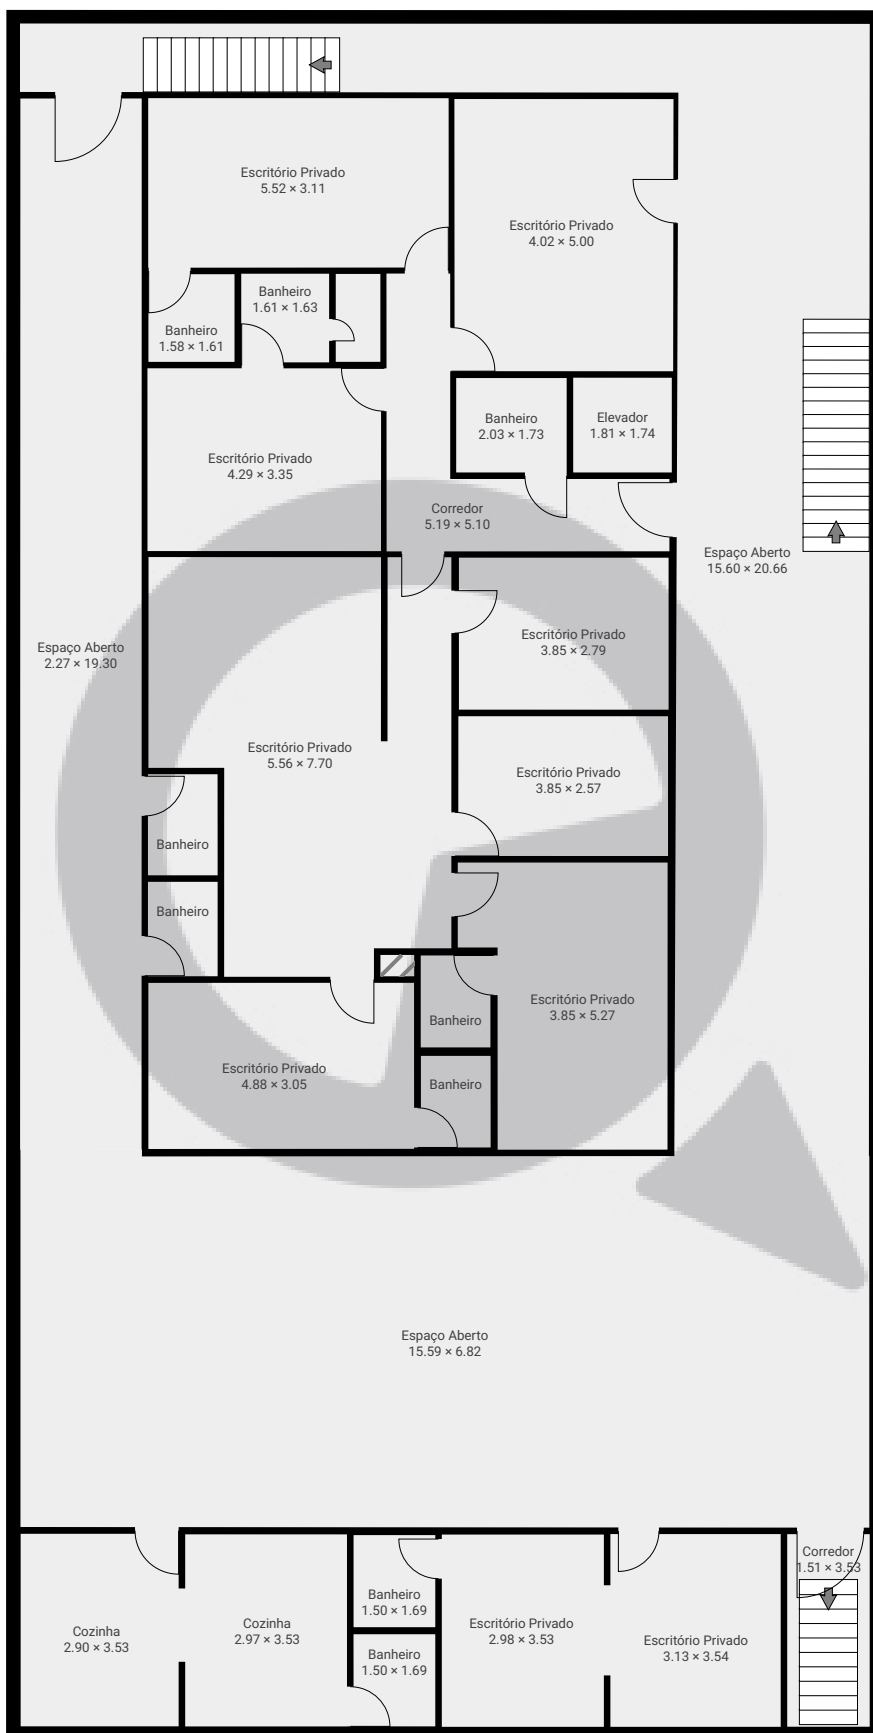 Escritório Privado
5.52 × 3.11
Escritório Privado
4.02 × 5.00
Banheiro
1.61 × 1.63
Banheiro
1.58 × 1.61
Banheiro
2.03 × 1.73
Elevador
1.81 × 1.74
Escritório Privado
4.29 × 3.35
Corredor
5.19 × 5.10
Espaço Aberto
15.60 × 20.66
Espaço Aberto
2.27 × 19.30
Escritório Privado
3.85 × 2.79
Escritório Privado
5.56 × 7.70
Escritório Privado
3.85 × 2.57
Banheiro
Banheiro
Escritório Privado
3.85 × 5.27
Banheiro
Escritório Privado
4.88 × 3.05
Banheiro
Espaço Aberto
15.59 × 6.82
Corredor
1.51 × 3.53
Banheiro
1.50 × 1.69
Cozinha
2.90 × 3.53
Cozinha
2.97 × 3.53
Escritório Privado
2.98 × 3.53
Escritório Privado
3.13 × 3.54
Banheiro
1.50 × 1.69